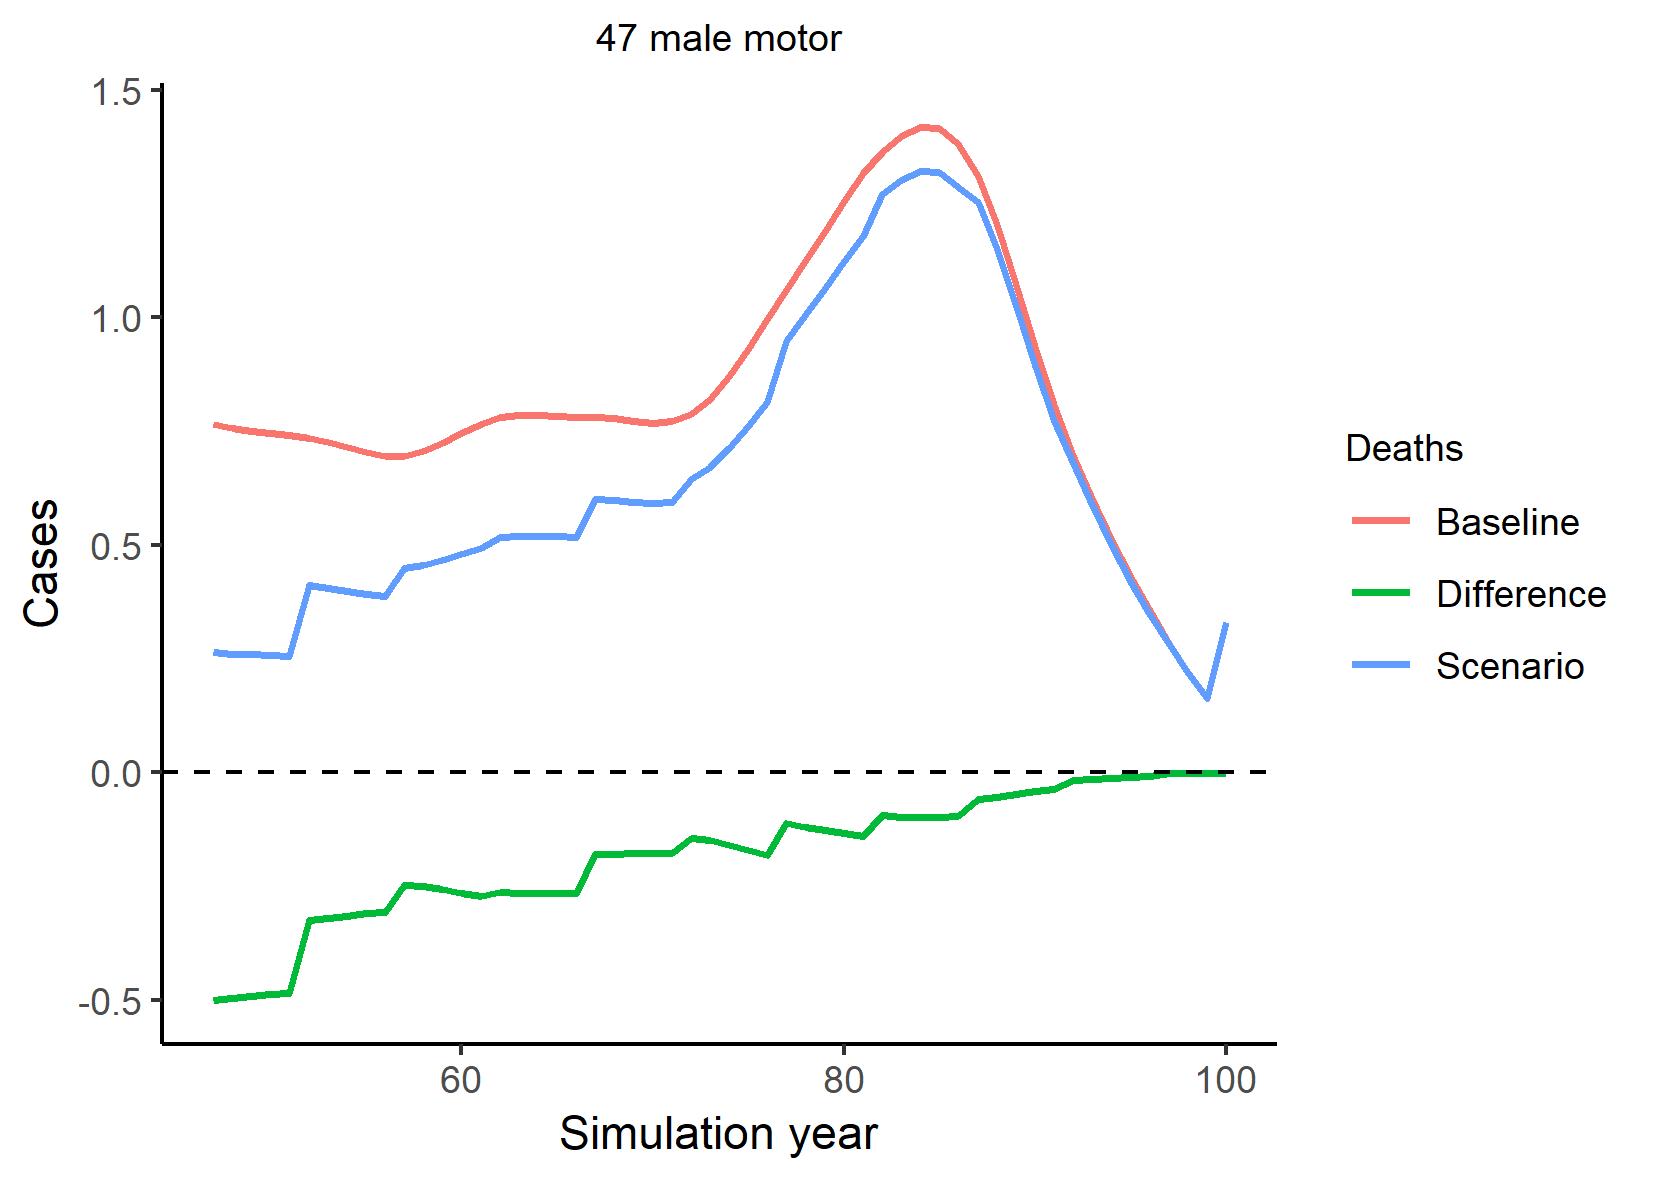 47 male motor
1.5
1.0
0.5
0.0
-0.5
Cases
60 80 100
Simulation year
Deaths
Baseline
Difference
Scenario